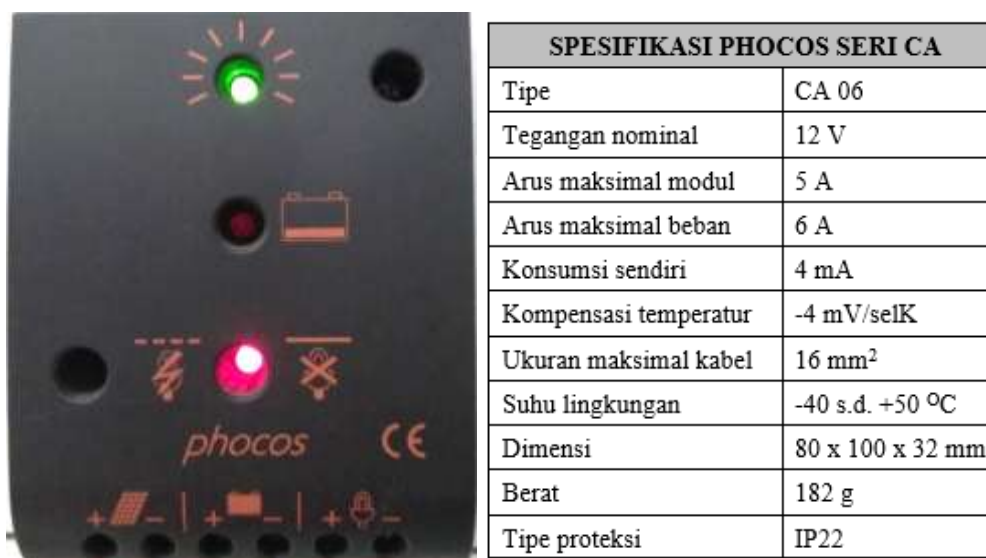 phocos CE
+ - + - + -
SPESIFIKASI PHOCOS SERI CA
Tipe CA 06
Tegangan nominal 12 V
Arus maksimal modul 5 A
Arus maksimal beban 6 A
Konsumsi sendiri 4 mA
Kompensasi temperatur -4 mV/selK
Ukuran maksimal kabel 16 mm²
Suhu lingkungan -40 s.d. +50 ᴼC
Dimensi 80 x 100 x 32 mm
Berat 182 g
Tipe proteksi IP22